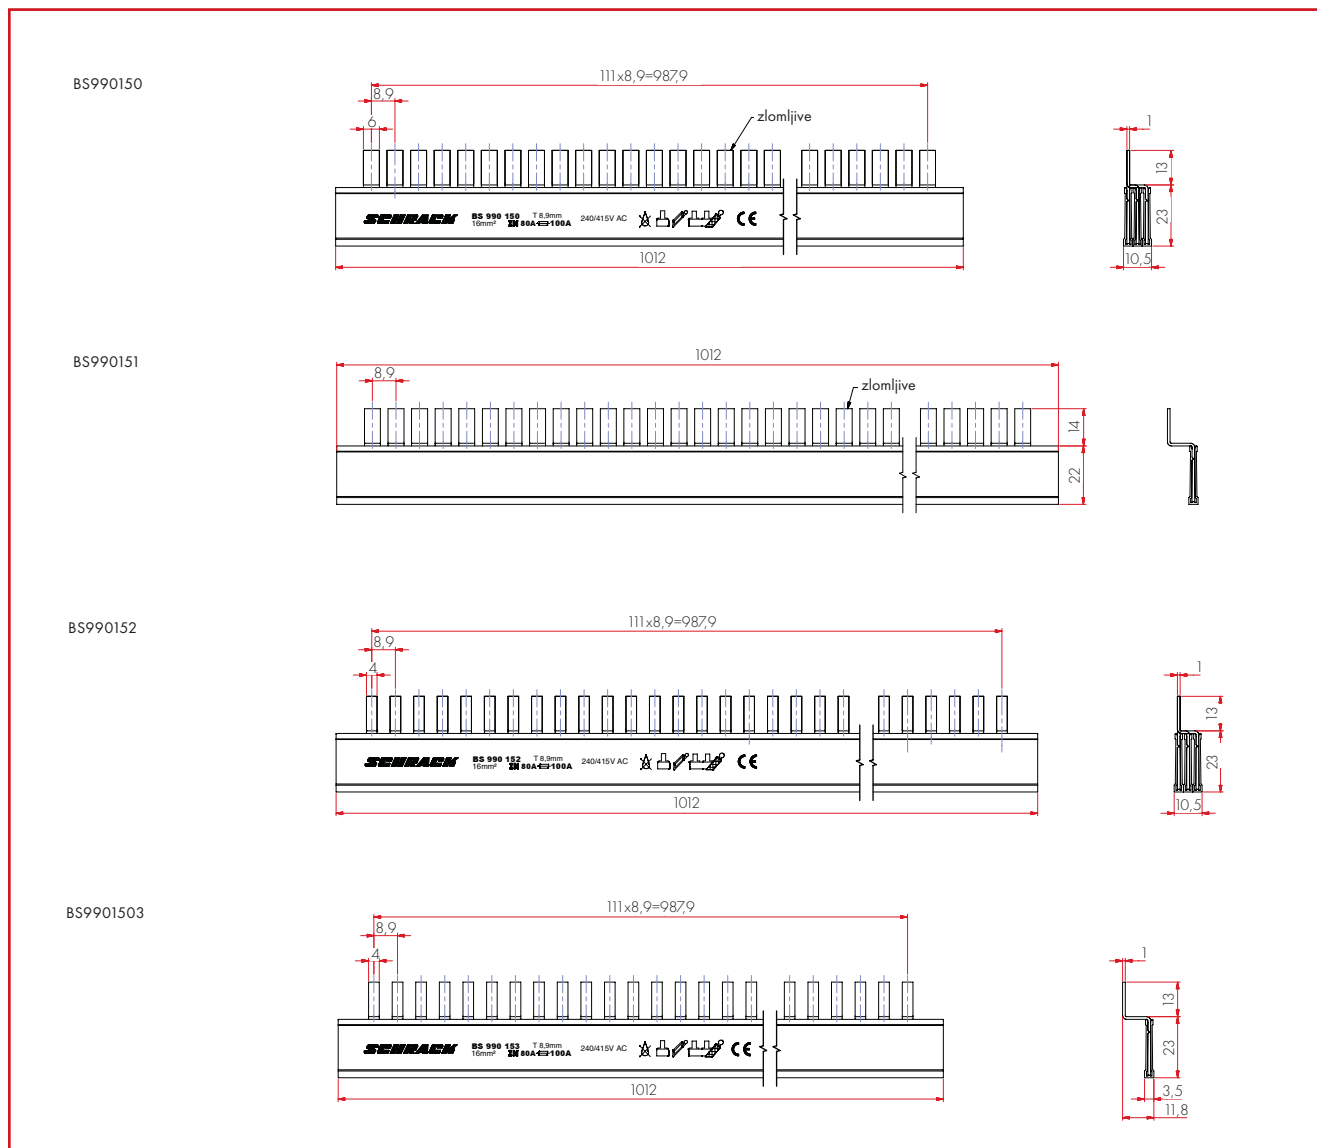 BS990150
111x8,9=987,9
8,9
6
zlomljive
1
13
23
SCHRACK BS 990 150 T 8,9mm 240/415V AC CE
16mm² IN 80A 100A
1012
10,5
BS990151
1012
8,9
zlomljive
14
22
BS990152
111x8,9=987,9
8,9
4
1
13
23
SCHRACK BS 990 152 T 8,9mm 240/415V AC CE
16mm² IN 80A 100A
1012
10,5
BS9901503
111x8,9=987,9
8,9
4
1
13
23
SCHRACK BS 990 153 T 8,9mm 240/415V AC CE
16mm² IN 80A 100A
1012
3,5
11,8